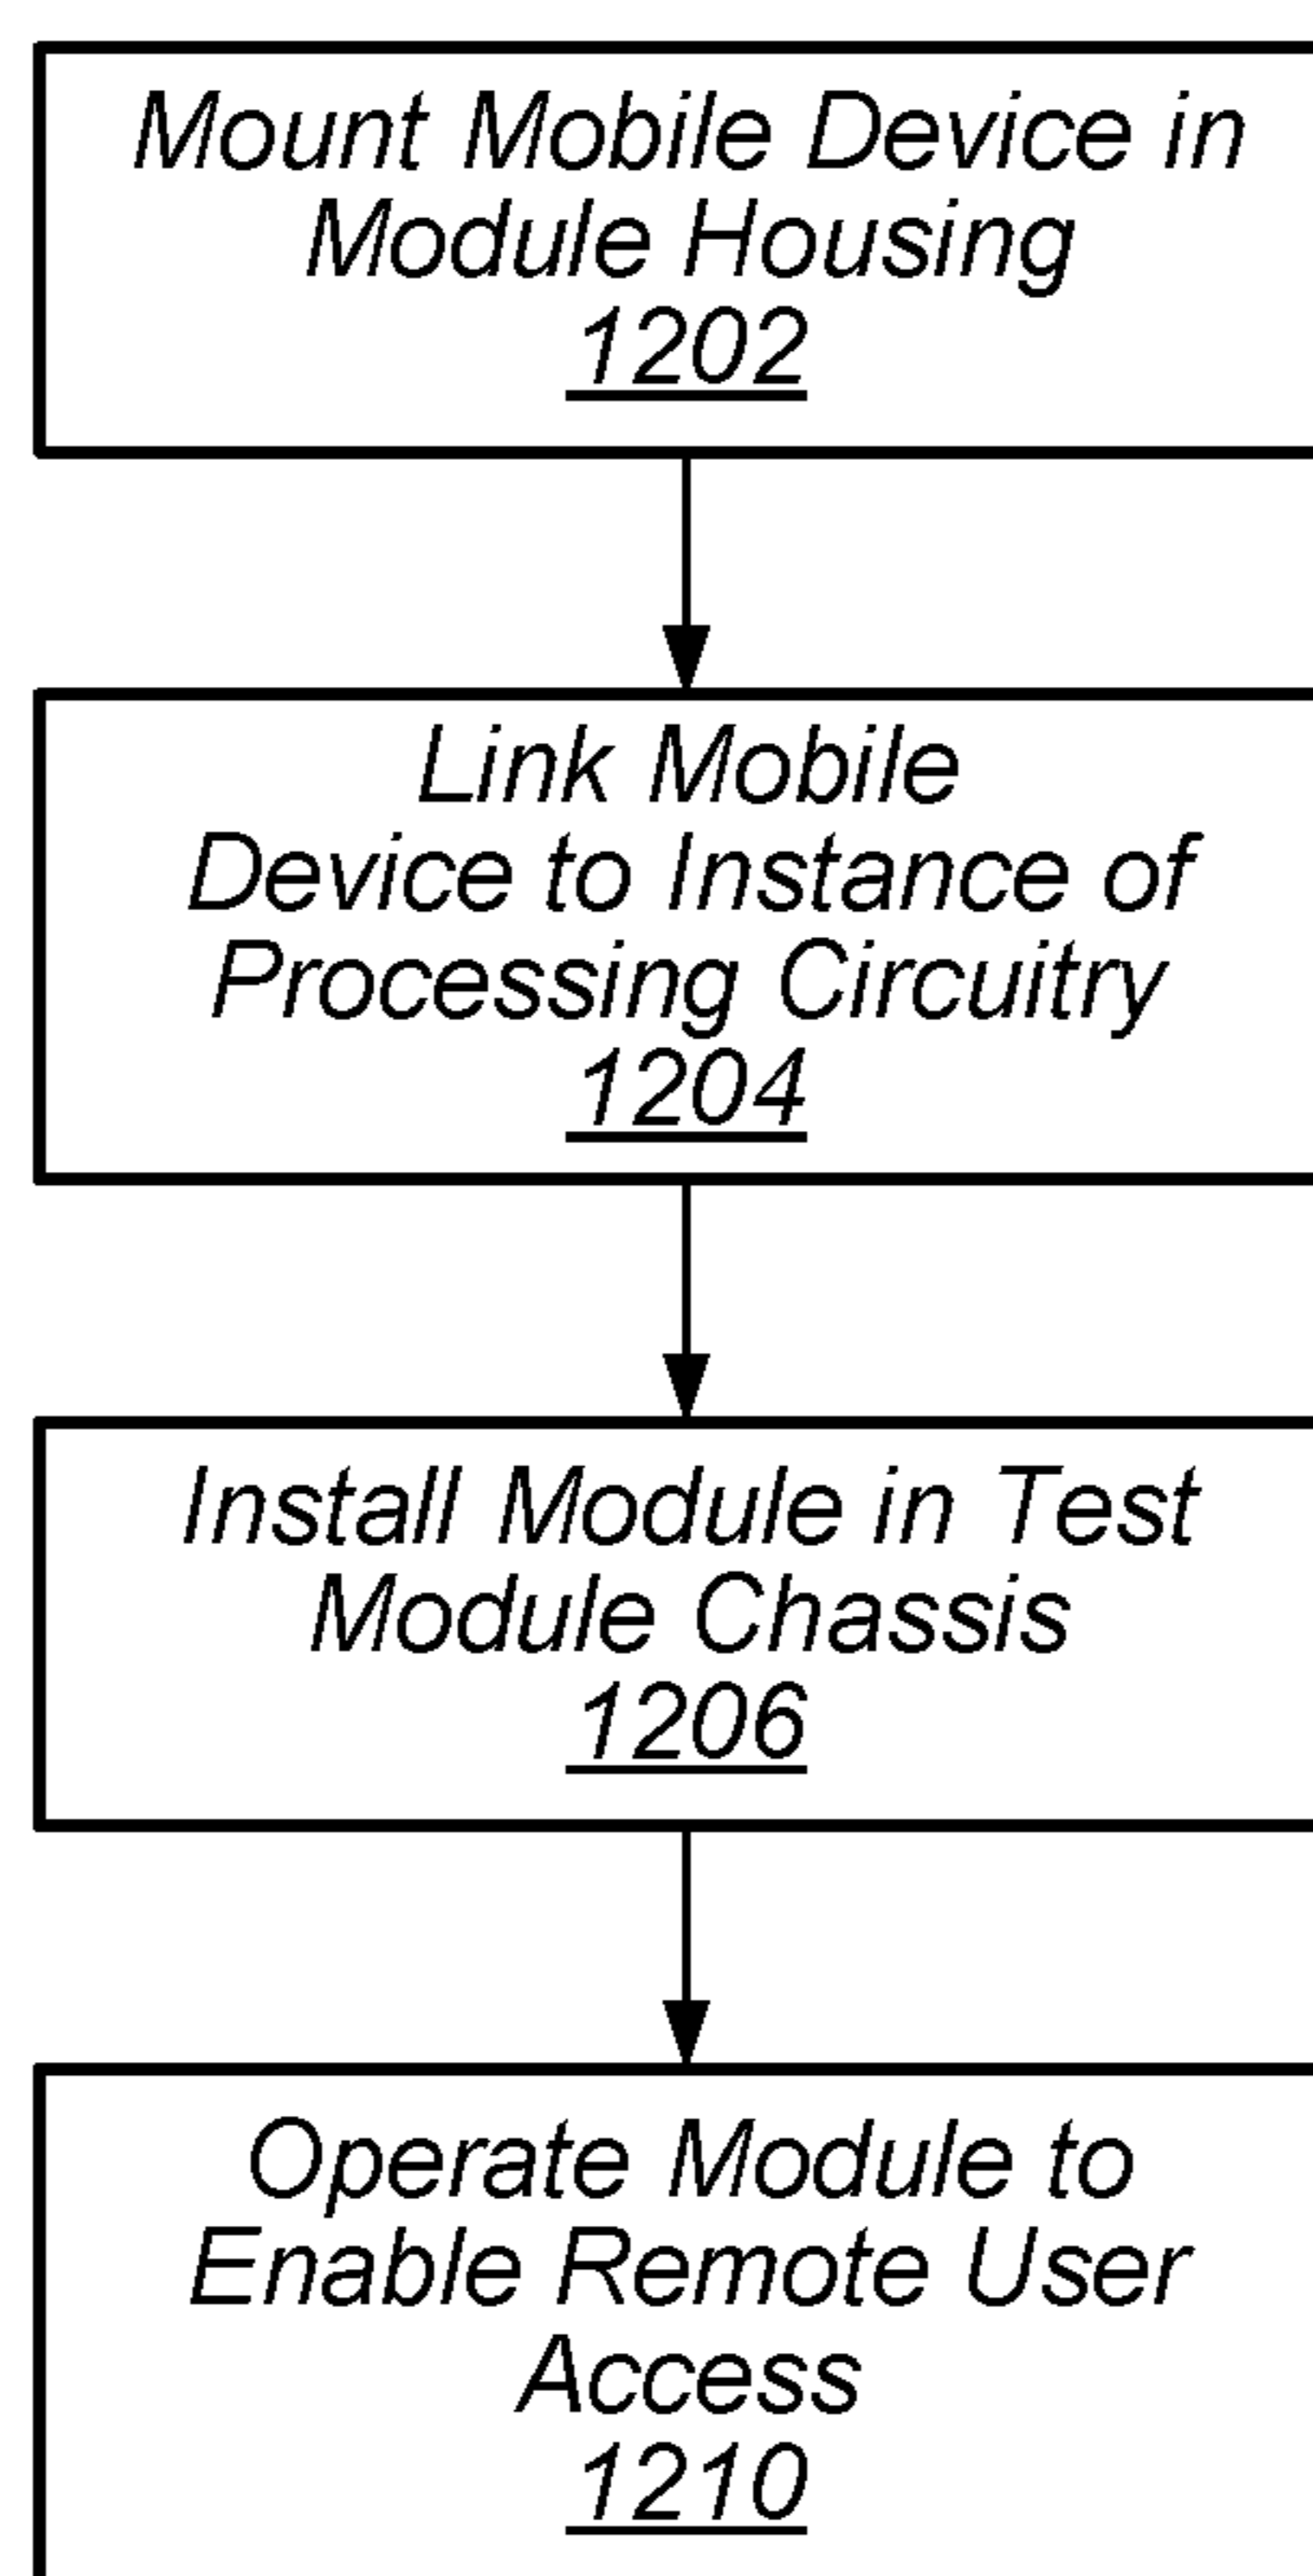 Mount Mobile Device in
Module Housing
1202
Link Mobile
Device to Instance of
Processing Circuitry
1204
Install Module in Test
Module Chassis
1206
Operate Module to
Enable Remote User
Access
1210